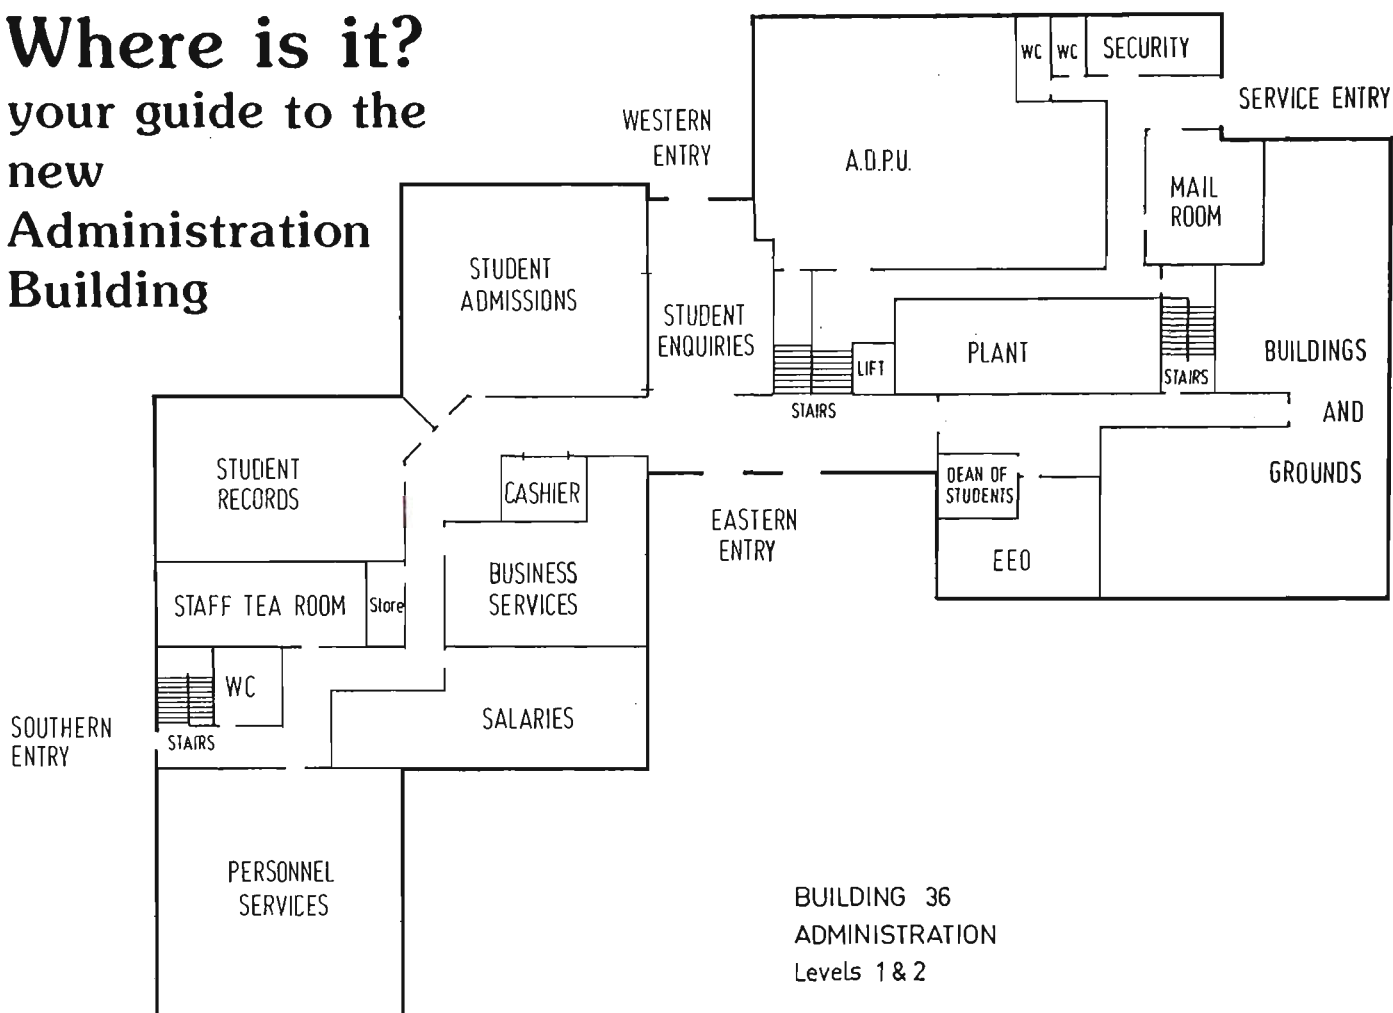 Where is it?
your guide to the
new
Administration
Building
WC
WC
SECURITY
SERVICE ENTRY
WESTERN
ENTRY
A.D.P.U.
MAIL
ROOM
STUDENT
ADMISSIONS
STUDENT
ENQUIRIES
LIFT
PLANT
STAIRS
STAIRS
BUILDINGS
AND
GROUNDS
STUDENT
RECORDS
CASHIER
DEAN OF
STUDENTS
EASTERN
ENTRY
EEO
BUSINESS
SERVICES
STAFF TEA ROOM
Store
WC
SALARIES
SOUTHERN
ENTRY
STAIRS
PERSONNEL
SERVICES
BUILDING 36
ADMINISTRATION
Levels 1 & 2